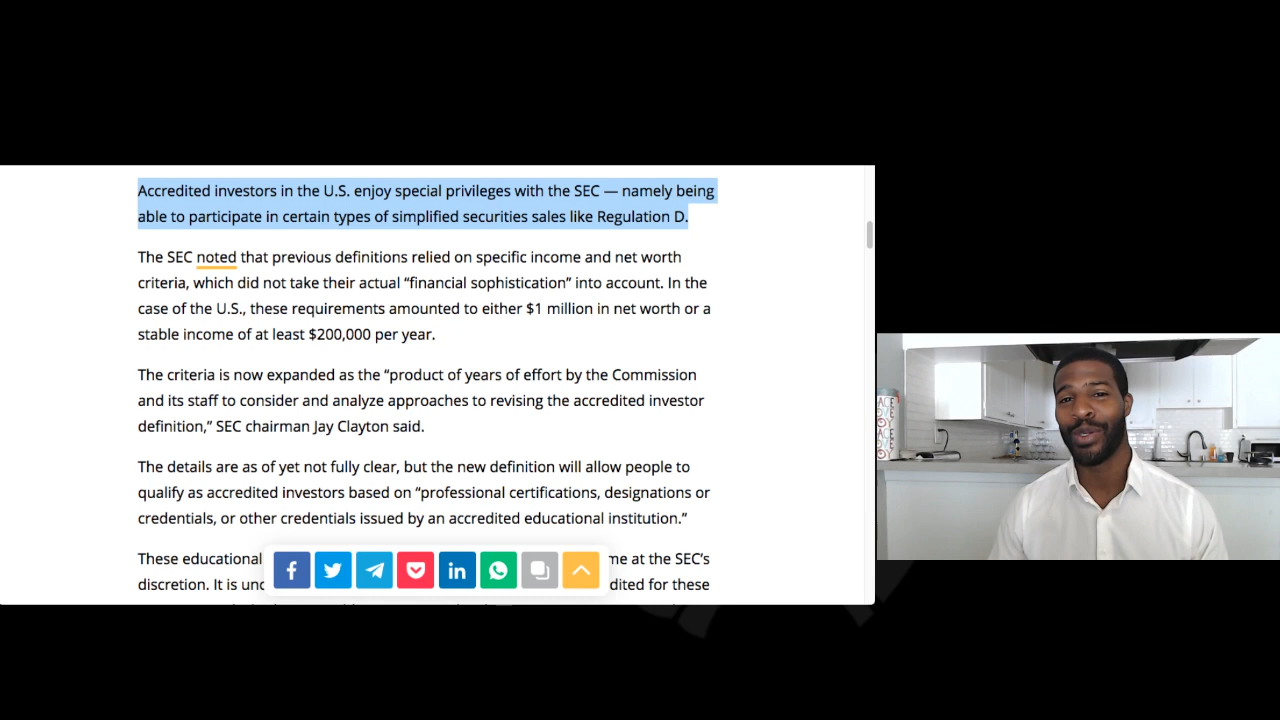 Accredited investors in the U.S. enjoy special privileges with the SEC — namely being
able to participate in certain types of simplified securities sales like Regulation D.
The SEC noted that previous definitions relied on specific income and net worth
criteria, which did not take their actual “financial sophistication” into account. In the
case of the U.S., these requirements amounted to either $1 million in net worth or a
stable income of at least $200,000 per year.
The criteria is now expanded as the “product of years of effort by the Commission
and its staff to consider and analyze approaches to revising the accredited investor
definition,” SEC chairman Jay Clayton said.
The details are as of yet not fully clear, but the new definition will allow people to
qualify as accredited investors based on “professional certifications, designations or
credentials, or other credentials issued by an accredited educational institution.”
These educational me at the SEC’s
discretion. It is unc dited for these